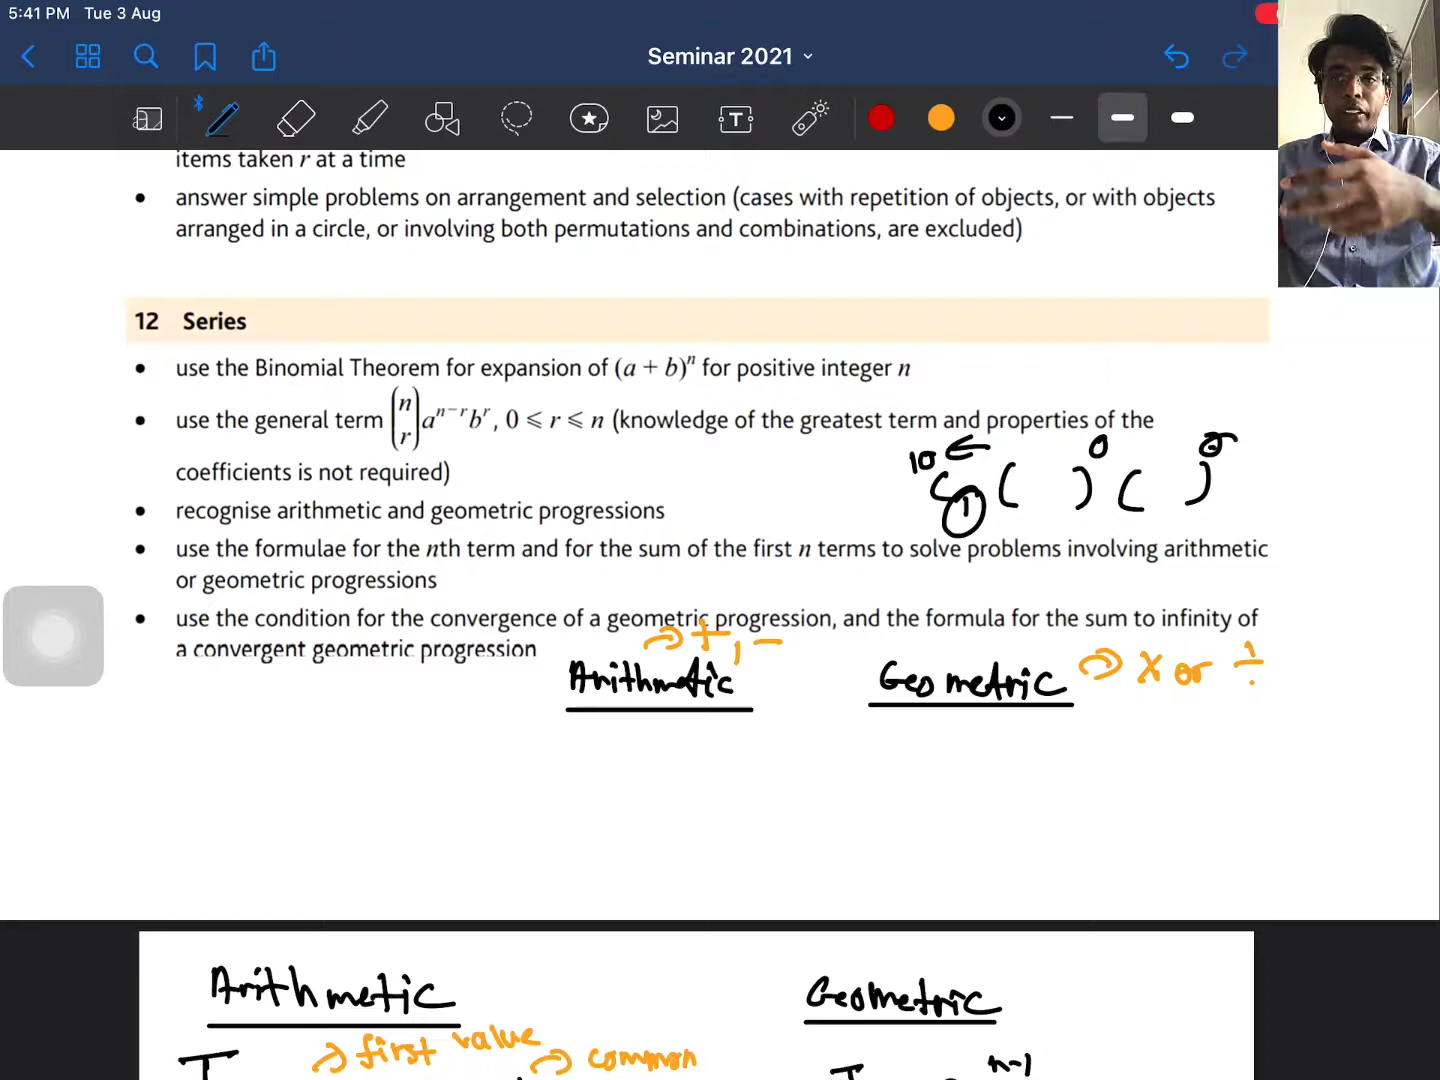 5:41 PM Tue 3 Aug
Seminar 2021
T
items taken r at a time
• answer simple problems on arrangement and selection (cases with repetition of objects, or with objects
arranged in a circle, or involving both permutations and combinations, are excluded)
12 Series
• use the Binomial Theorem for expansion of (a + b)ⁿ for positive integer n
• use the general term (n r) aⁿ⁻ʳbʳ, 0 ⩽ r ⩽ n (knowledge of the greatest term and properties of the
coefficients is not required)
10 C ( ) ( )
1
• recognise arithmetic and geometric progressions
• use the formulae for the nth term and for the sum of the first n terms to solve problems involving arithmetic
or geometric progressions
• use the condition for the convergence of a geometric progression, and the formula for the sum to infinity of
a convergent geometric progression
→ +, −
Arithmetic
Geometric → × or ÷
Arithmetic
Geometric
→ first value → common
T
n-1